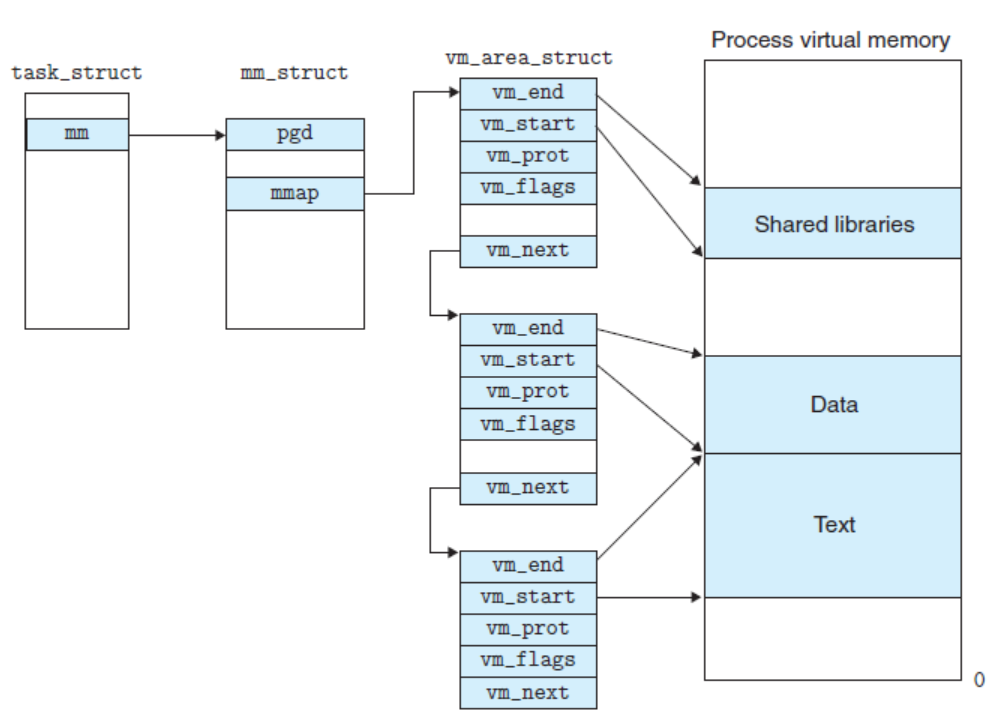 Process virtual memory
task_struct
mm_struct
vm_area_struct
mm
pgd
mmap
vm_end
vm_start
vm_prot
vm_flags
vm_next
vm_end
vm_start
vm_prot
vm_flags
vm_next
vm_end
vm_start
vm_prot
vm_flags
vm_next
Shared libraries
Data
Text
0